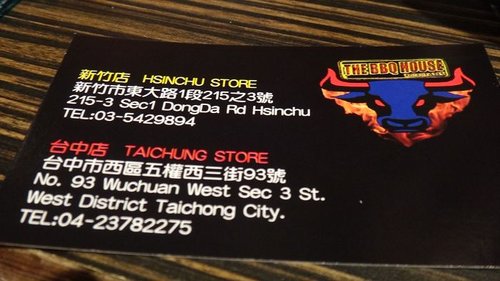 THE BBQ HOUSE
新竹店 HSINCHU STORE
新竹市東大路1段215之3號
215-3 Sec1 DongDa Rd Hsinchu
TEL:03-5429894
台中店 TAICHUNG STORE
台中市西區五權西三街93號
No. 93 Wuchuan West Sec 3 St.
West District Taichong City.
TEL:04-23782275